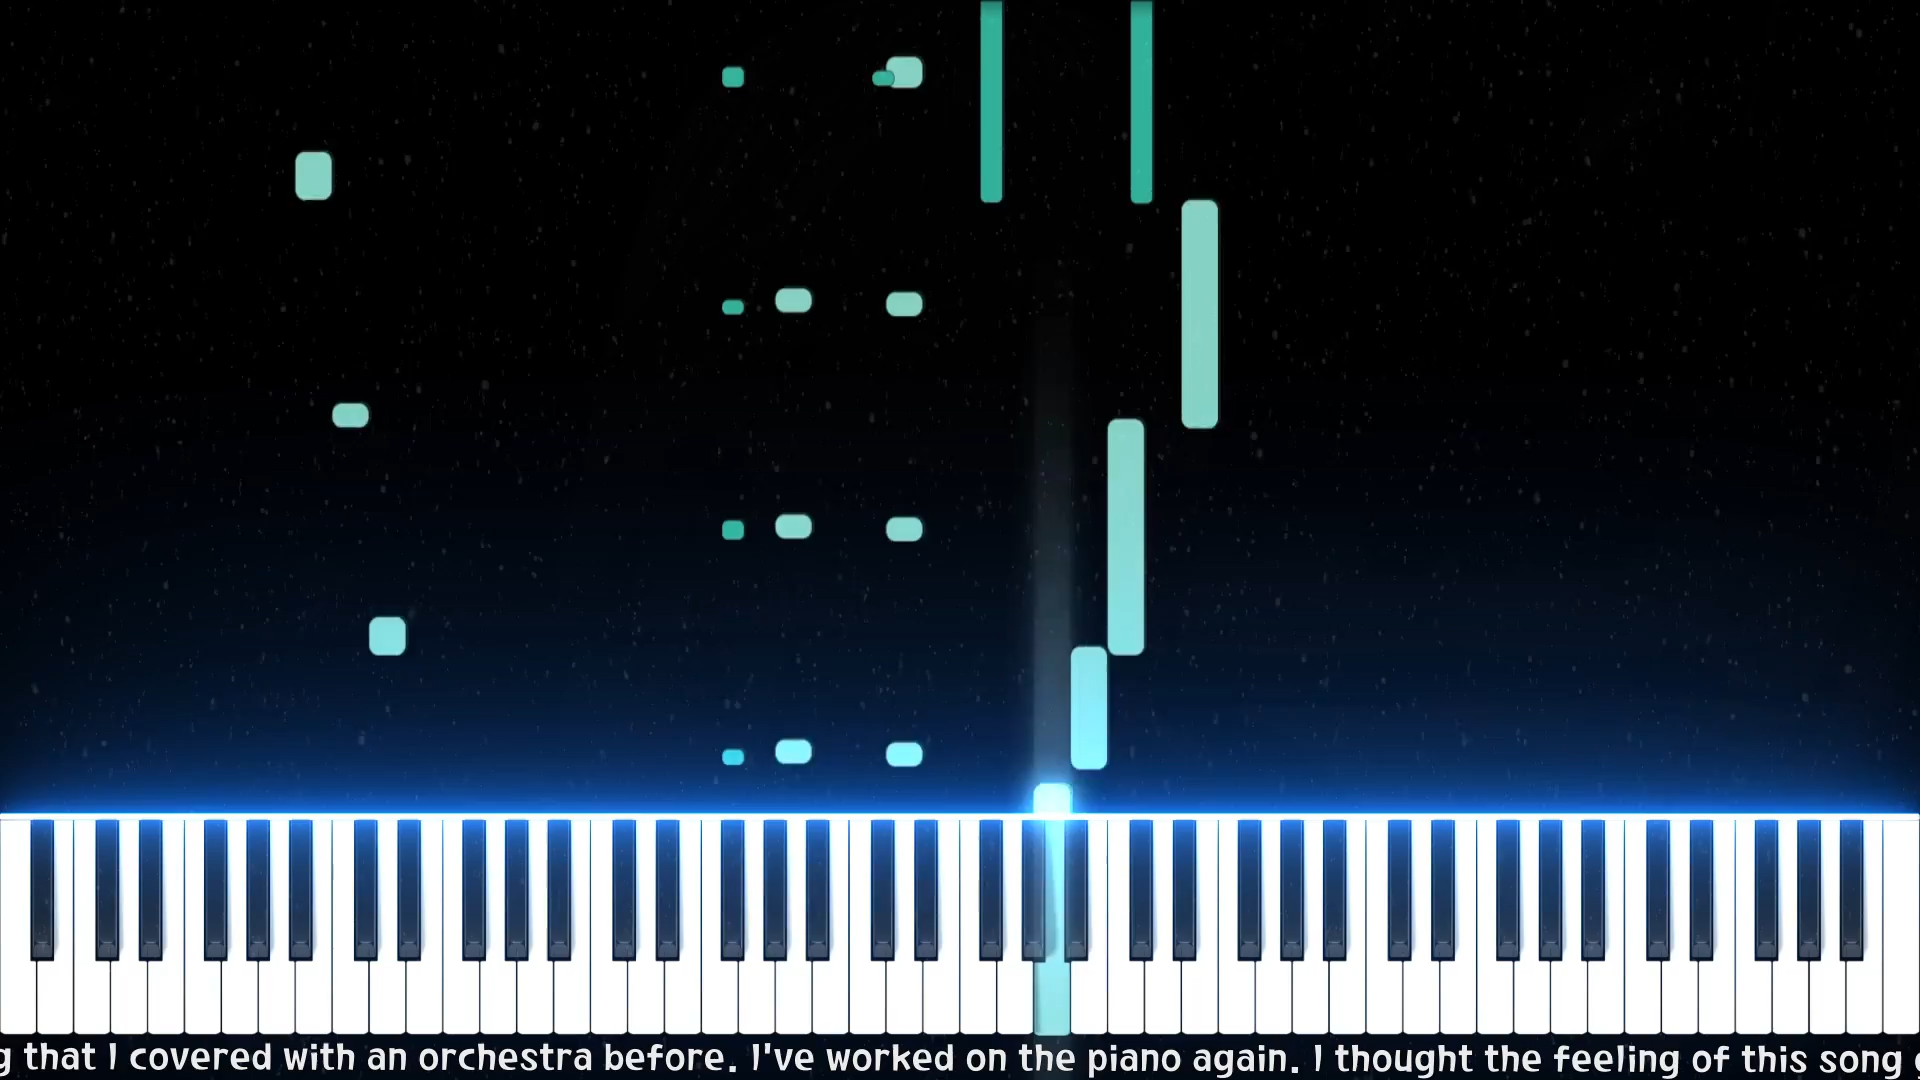 that I covered with an orchestra before. I've worked on the piano again. I thought the feeling of this song